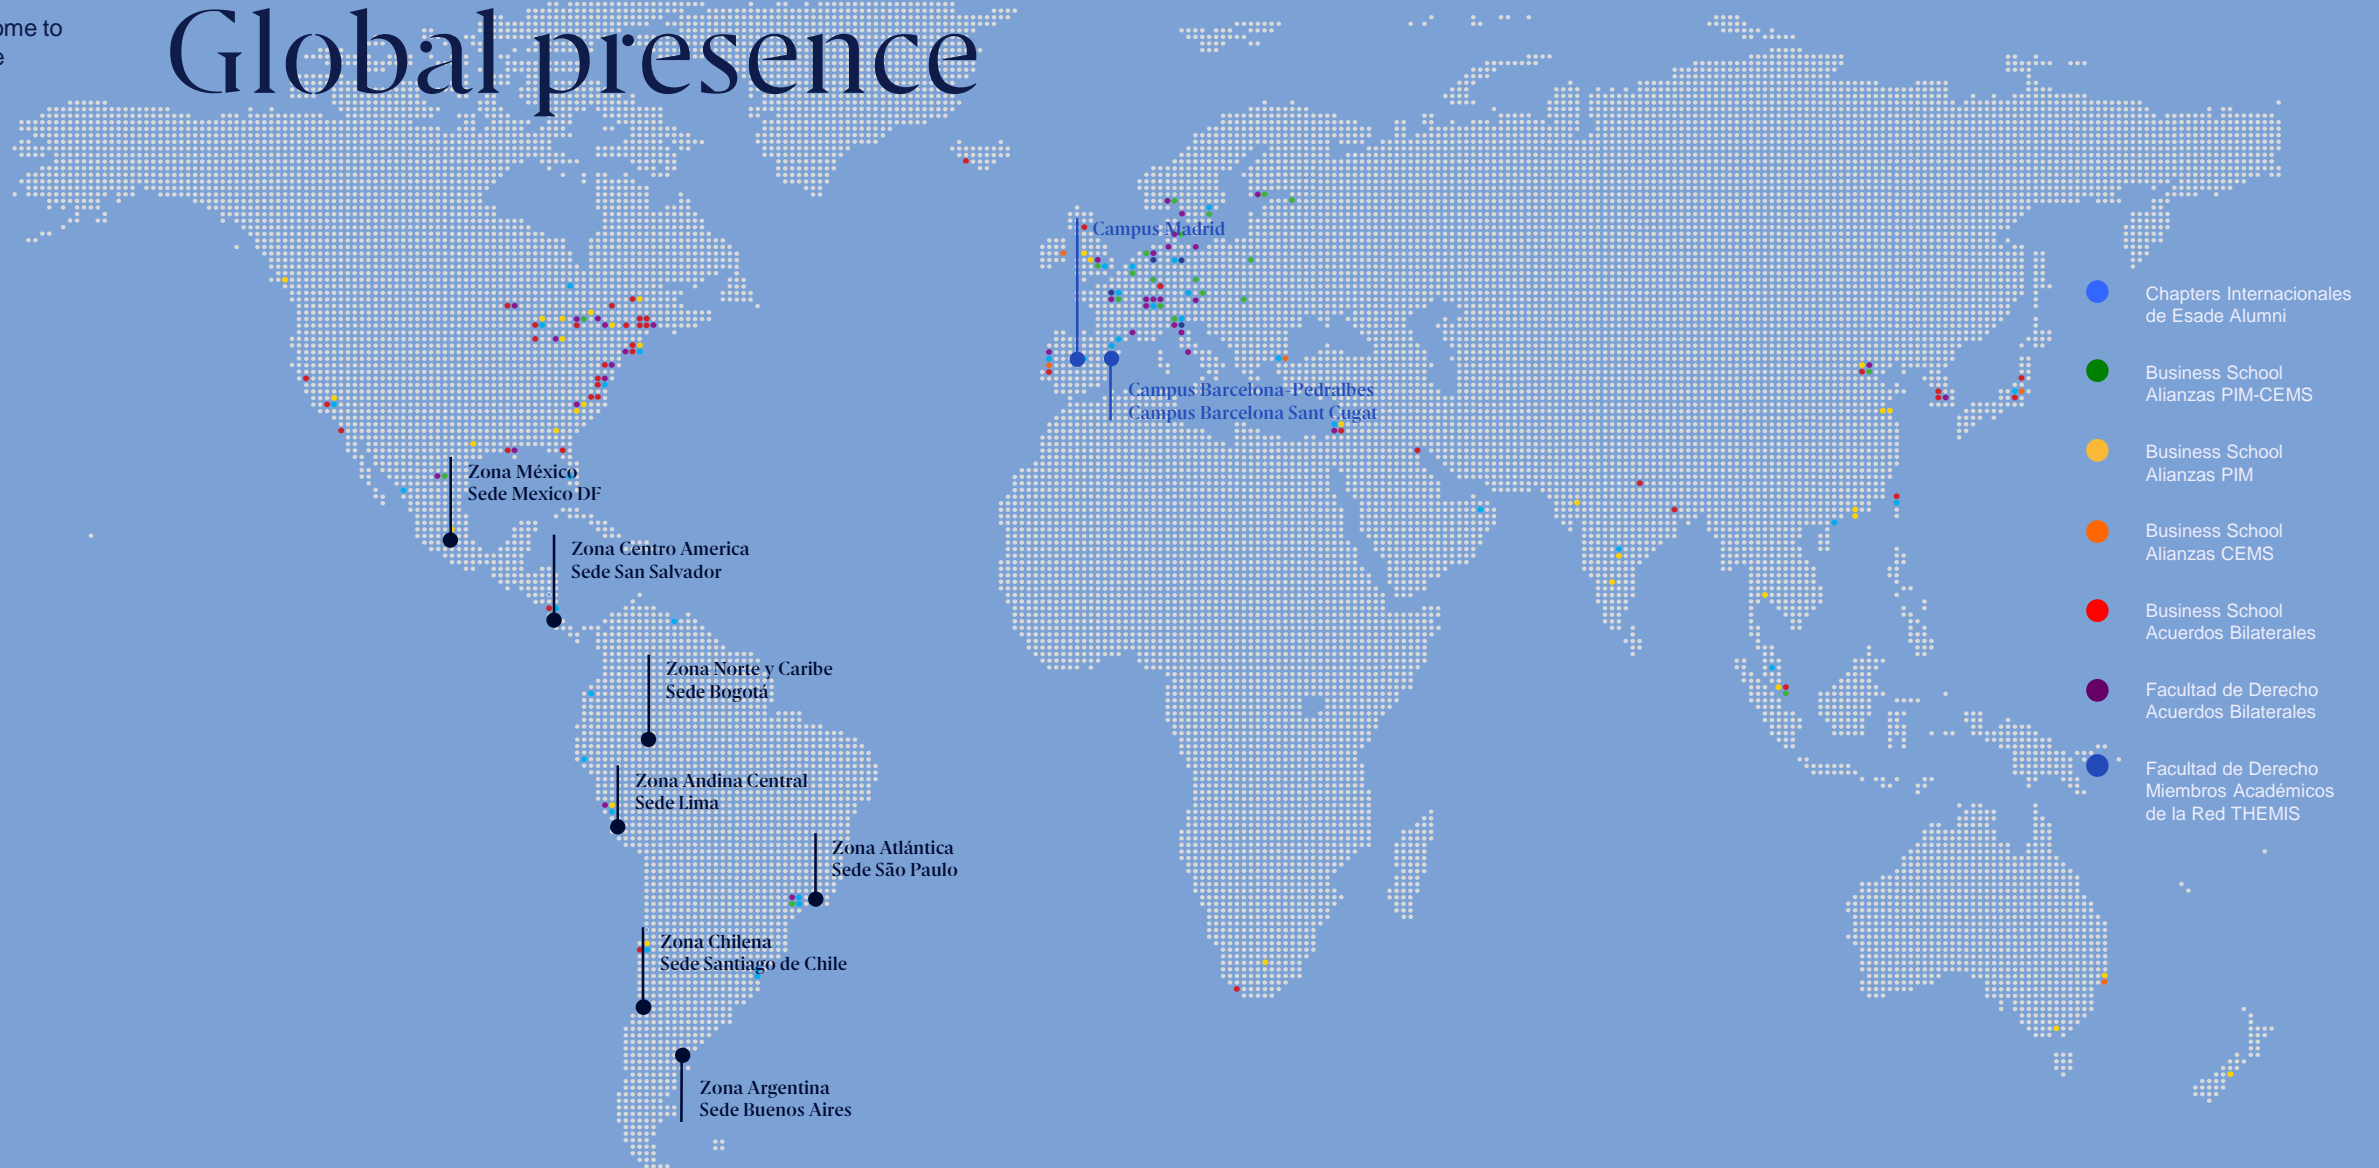 ome to
e
Global presence
Campus Madrid
Campus Barcelona-Pedralbes
Campus Barcelona Sant Cugat
Zona México
Sede Mexico DF
Zona Centro America
Sede San Salvador
Zona Norte y Caribe
Sede Bogotá
Zona Andina Central
Sede Lima
Zona Atlántica
Sede São Paulo
Zona Chilena
Sede Santiago de Chile
Zona Argentina
Sede Buenos Aires
Chapters Internacionales
de Esade Alumni
Business School
Alianzas PIM-CEMS
Business School
Alianzas PIM
Business School
Alianzas CEMS
Business School
Acuerdos Bilaterales
Facultad de Derecho
Acuerdos Bilaterales
Facultad de Derecho
Miembros Académicos
de la Red THEMIS